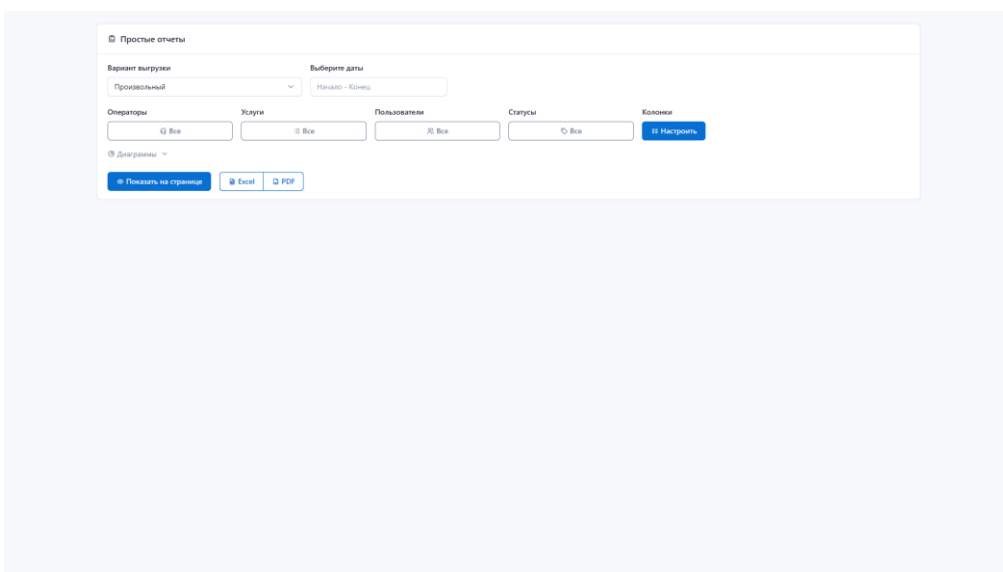 Простые отчеты
Вариант выгрузки
Выберите даты
Произвольный
Начало - Конец
Операторы
Услуги
Пользователи
Статусы
Колонки
Все
Все
Все
Все
Настроить
Диаграммы
Показать на странице
Excel
PDF